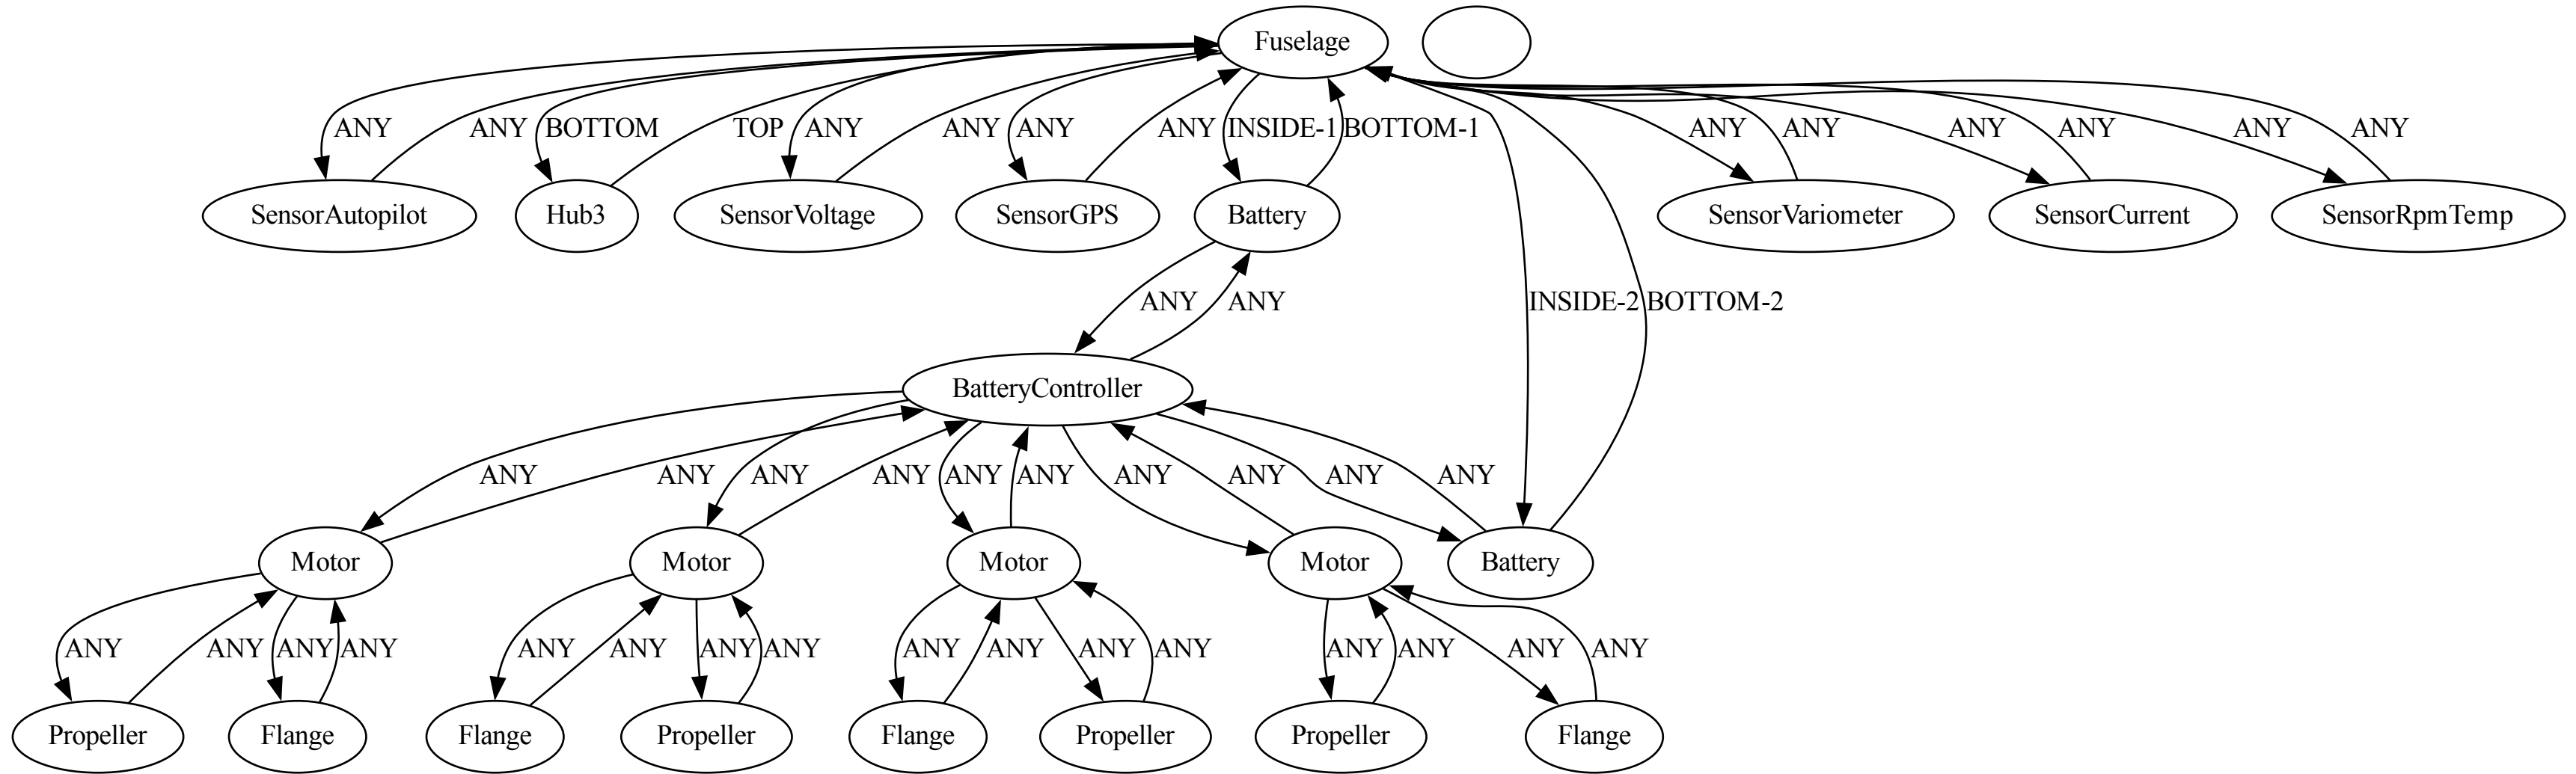 Fuselage
ANY ANY BOTTOM TOP ANY ANY ANY ANY INSIDE-1 BOTTOM-1 ANY ANY ANY ANY ANY ANY
SensorAutopilot Hub3 SensorVoltage SensorGPS Battery SensorVariometer SensorCurrent SensorRpmTemp
ANY ANY INSIDE-2 BOTTOM-2
BatteryController
ANY ANY ANY ANY ANY ANY ANY ANY ANY ANY
Motor Motor Motor Motor Battery
ANY ANY ANY ANY ANY ANY ANY ANY ANY ANY ANY ANY ANY ANY ANY ANY
Propeller Flange Flange Propeller Flange Propeller Propeller Flange